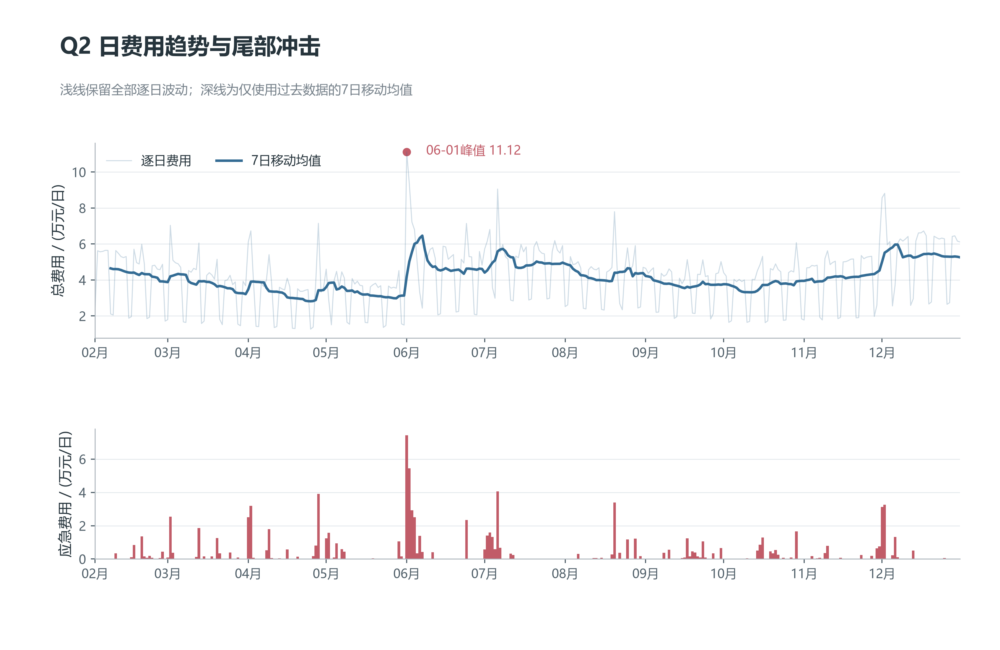 Q2 日费用趋势与局部冲击
浅线保留全部逐日波动；深线为仅使用过去数据的7日移动均值
06-01峰值 11.12
逐日费用
7日移动均值
总费用 / (万元/日)
10
8
6
4
2
02月
03月
04月
05月
06月
07月
08月
09月
10月
11月
12月
应急费用 / (万元/日)
6
4
2
0
02月
03月
04月
05月
06月
07月
08月
09月
10月
11月
12月